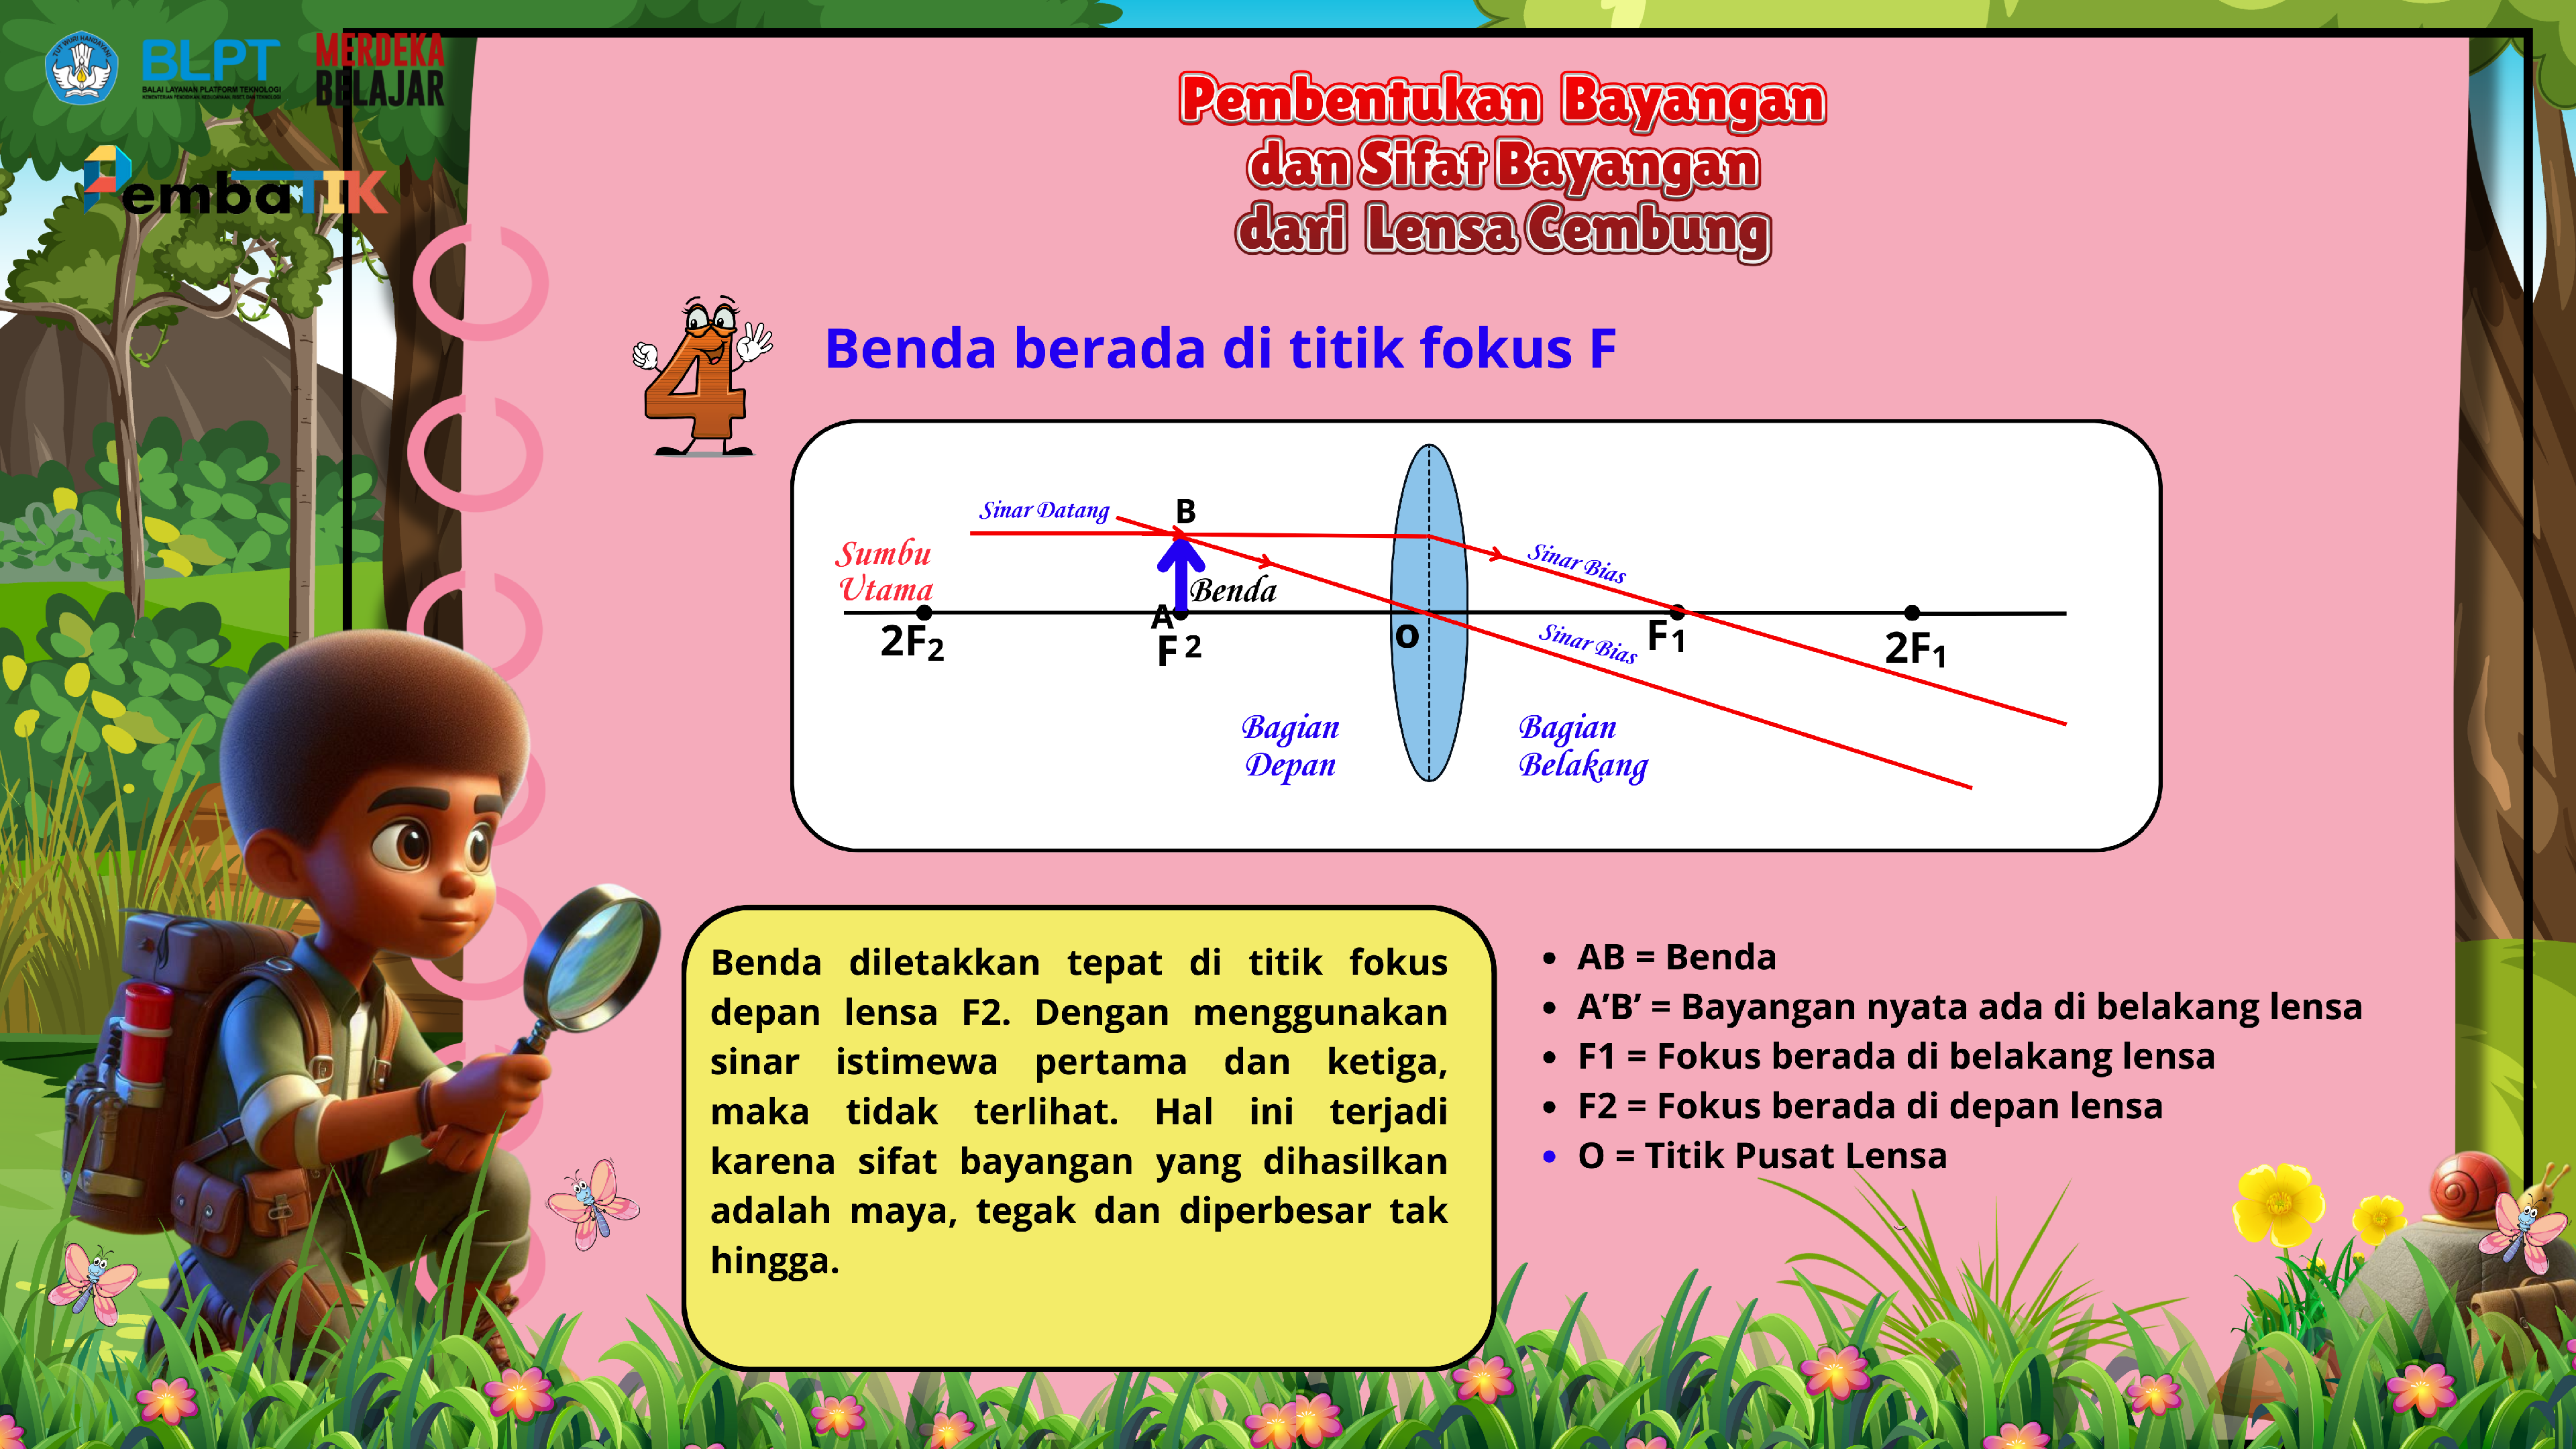 BLPT
BALAI LAYANAN PLATFORM TEKNOLOGI
MERDEKA
BELAJAR
PembaTIK
Pembentukan Bayangan
dan Sifat Bayangan
dari Lensa Cembung
4
Benda berada di titik fokus F
Sinar Datang
B
Sumbu
Utama
Benda
Sinar Bias
A
2F2
F 2
O
Sinar Bias
F1
2F1
Bagian
Depan
Bagian
Belakang
Benda diletakkan tepat di titik fokus
depan lensa F2. Dengan menggunakan
sinar istimewa pertama dan ketiga,
maka tidak terlihat. Hal ini terjadi
karena sifat bayangan yang dihasilkan
adalah maya, tegak dan diperbesar tak
hingga.
• AB = Benda
• A’B’ = Bayangan nyata ada di belakang lensa
• F1 = Fokus berada di belakang lensa
• F2 = Fokus berada di depan lensa
• O = Titik Pusat Lensa